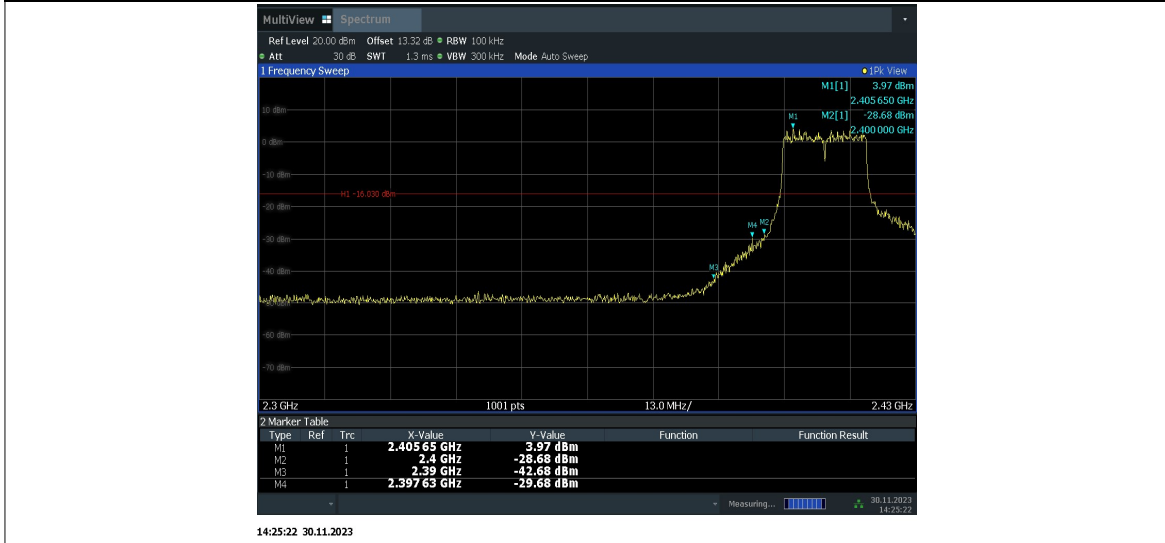 MultiView Spectrum
Ref Level 20.00 dBm Offset 13.32 dB RBW 100 kHz
Att 30 dB SWT 1.3 ms VBW 300 kHz Mode Auto Sweep
1 Frequency Sweep 1Pk View
M1[1] 3.97 dBm
2.405 650 GHz
10 dBm
M1 M2[1] -28.68 dBm
2.400 000 GHz
0 dBm
-10 dBm
H1 -16.030 dBm
-20 dBm
M4 M2
-30 dBm
M3
-40 dBm
-60 dBm
-70 dBm
2.3 GHz 1001 pts 13.0 MHz/ 2.43 GHz
2 Marker Table
Type Ref Trc X-Value Y-Value Function Function Result
M1 1 2.405 65 GHz 3.97 dBm
M2 1 2.4 GHz -28.68 dBm
M3 1 2.39 GHz -42.68 dBm
M4 1 2.397 63 GHz -29.68 dBm
Measuring... 30.11.2023
14:25:22
14:25:22 30.11.2023